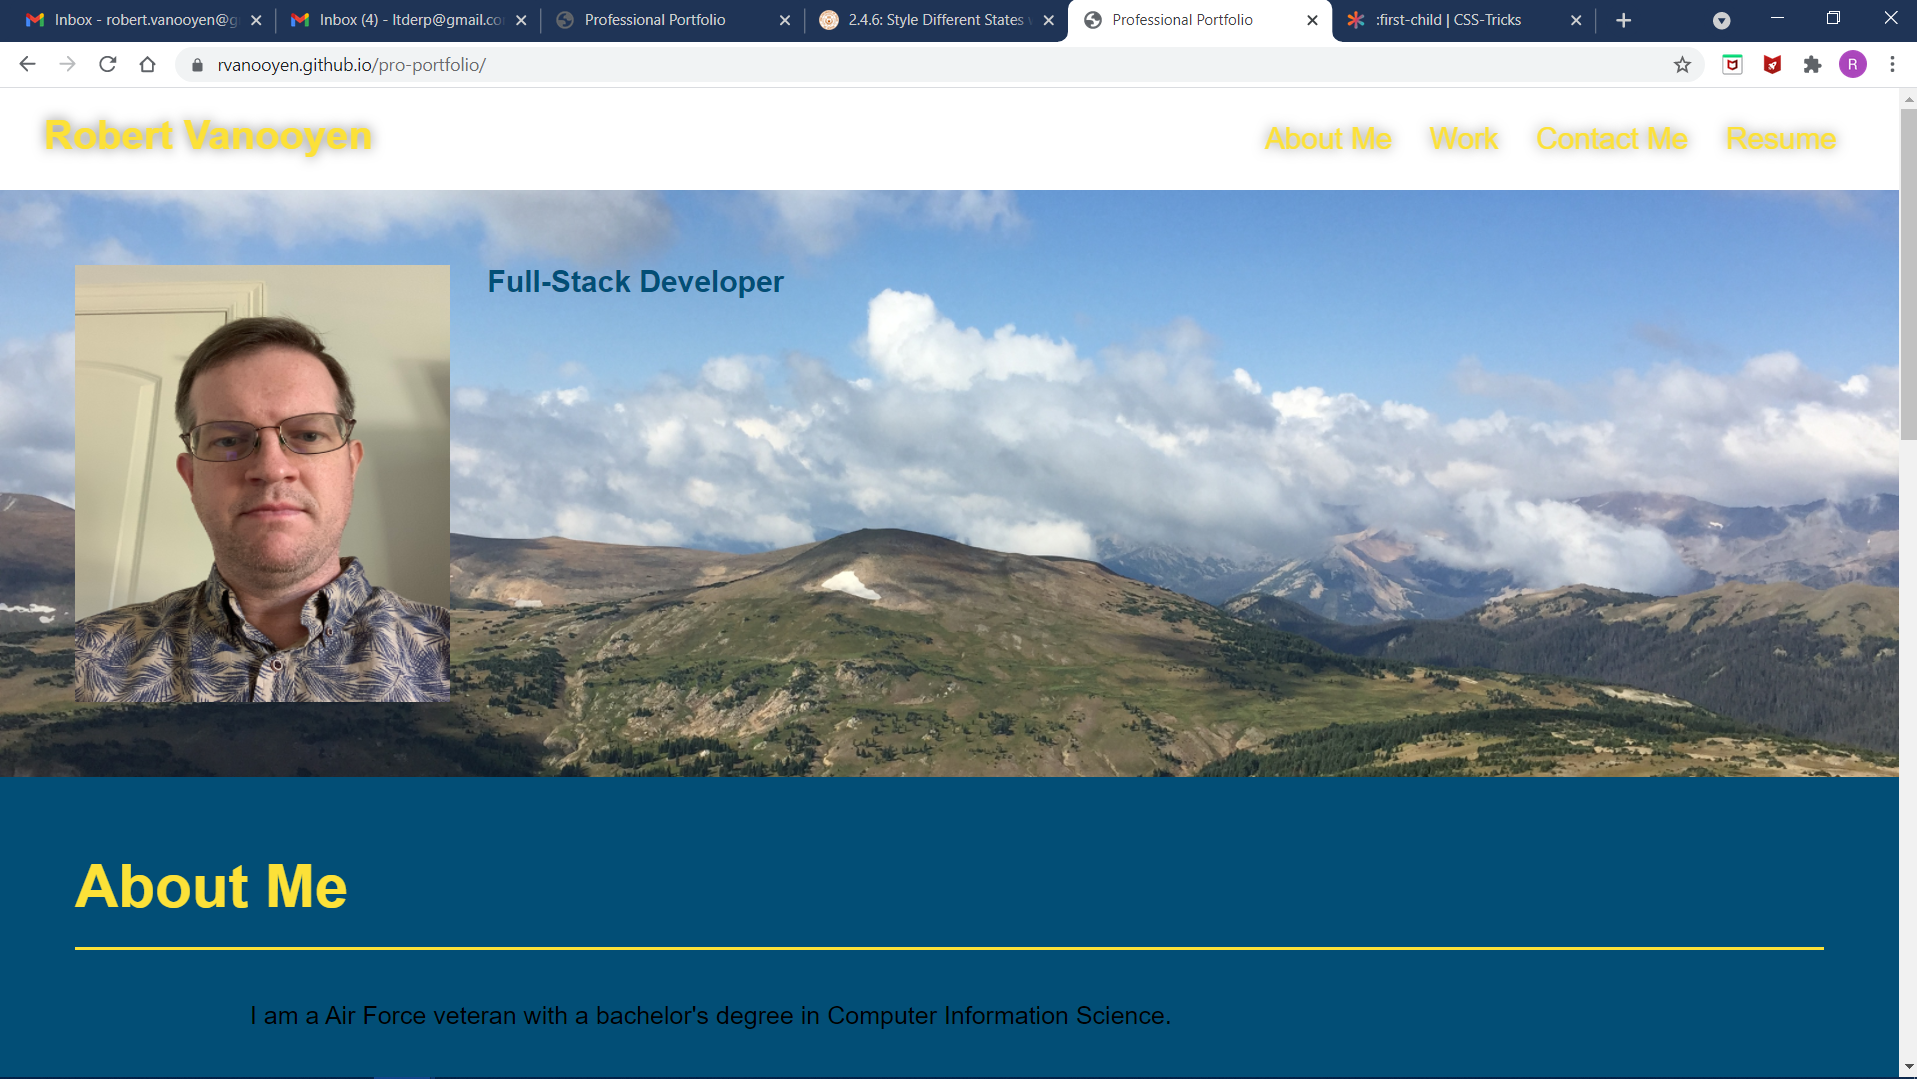 Inbox - robert.vanooyen@g
Inbox (4) - ltderp@gmail.co
Professional Portfolio
2.4.6: Style Different States
Professional Portfolio
:first-child | CSS-Tricks
rvanooyen.github.io/pro-portfolio/
R
Robert Vanooyen
About Me
Work
Contact Me
Resume
Full-Stack Developer
About Me
I am a Air Force veteran with a bachelor's degree in Computer Information Science.